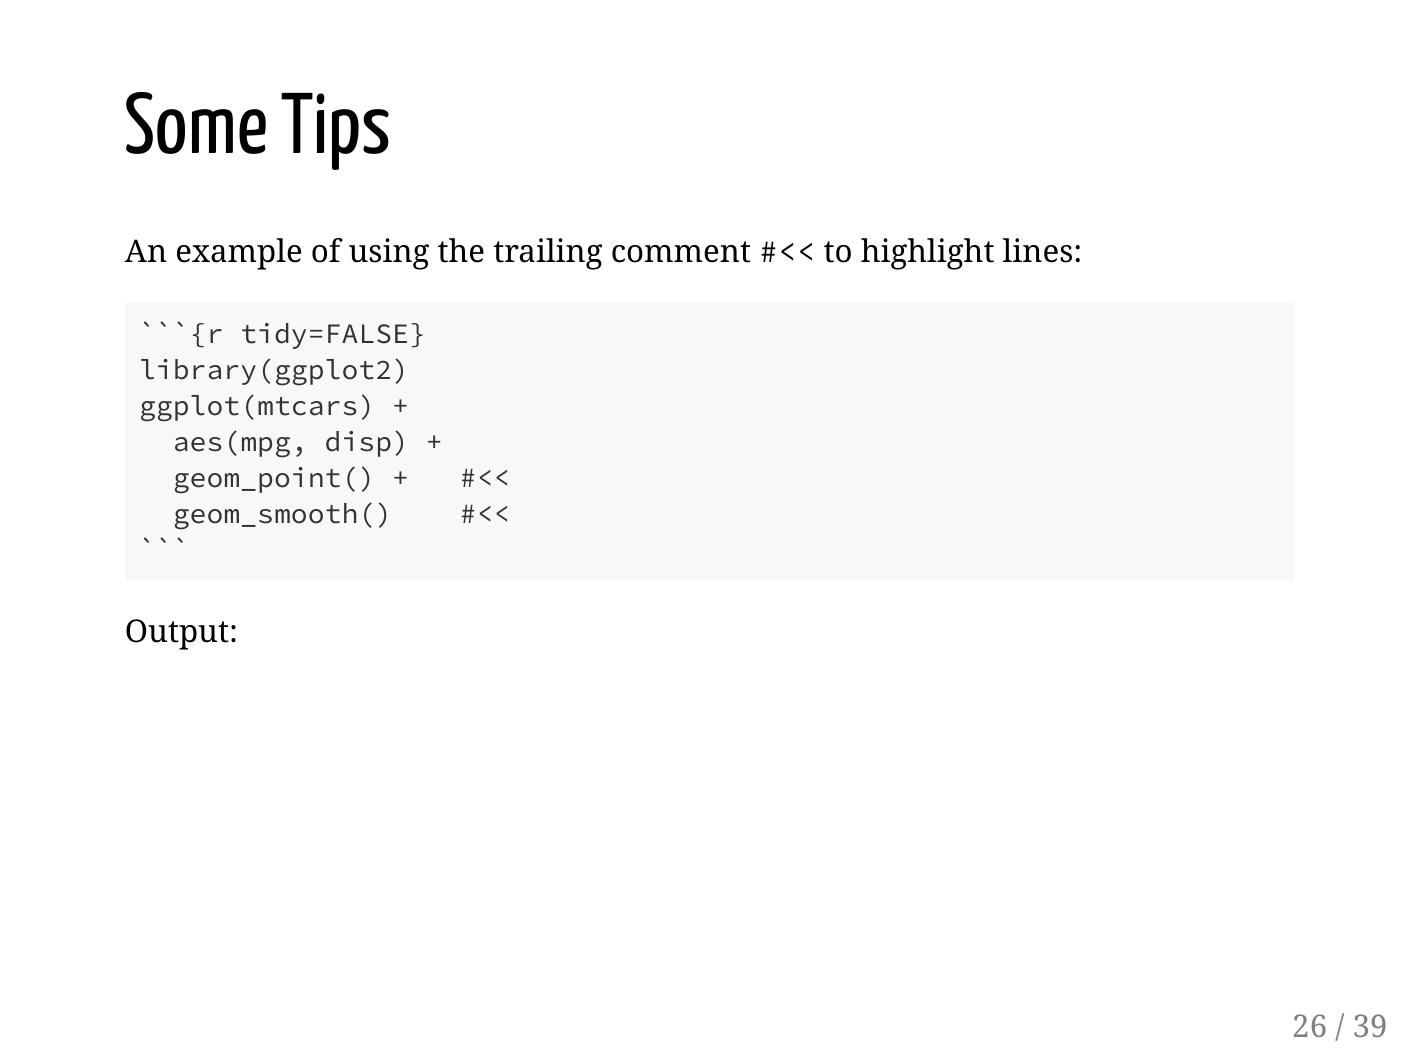 Some Tips
An example of using the trailing comment #<< to highlight lines:
```{r tidy=FALSE}
library(ggplot2)
ggplot(mtcars) +
  aes(mpg, disp) +
  geom_point() +   #<<
  geom_smooth()    #<<
```
Output:
26 / 39